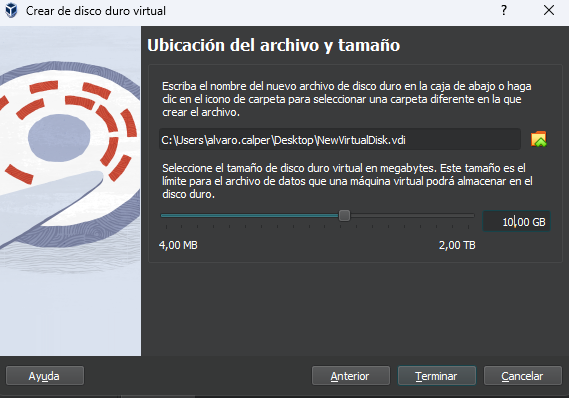 Crear de disco duro virtual
Ubicación del archivo y tamaño
Escriba el nombre del nuevo archivo de disco duro en la caja de abajo o haga
clic en el icono de carpeta para seleccionar una carpeta diferente en la que
crear el archivo.
C:\Users\alvaro.calper\Desktop\NewVirtualDisk.vdi
Seleccione el tamaño de disco duro virtual en megabytes. Este tamaño es el
límite para el archivo de datos que una máquina virtual podrá almacenar en el
disco duro.
10,00 GB
4,00 MB 2,00 TB
Ayuda Anterior Terminar Cancelar